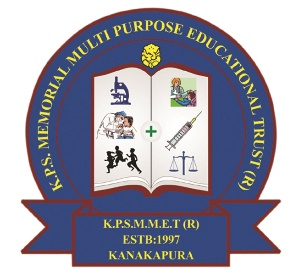 K.P.S. MEMORIAL MULTI PURPOSE EDUCATIONAL TRUST (R)
K.P.S.M.M.E.T (R)
ESTB:1997
KANAKAPURA